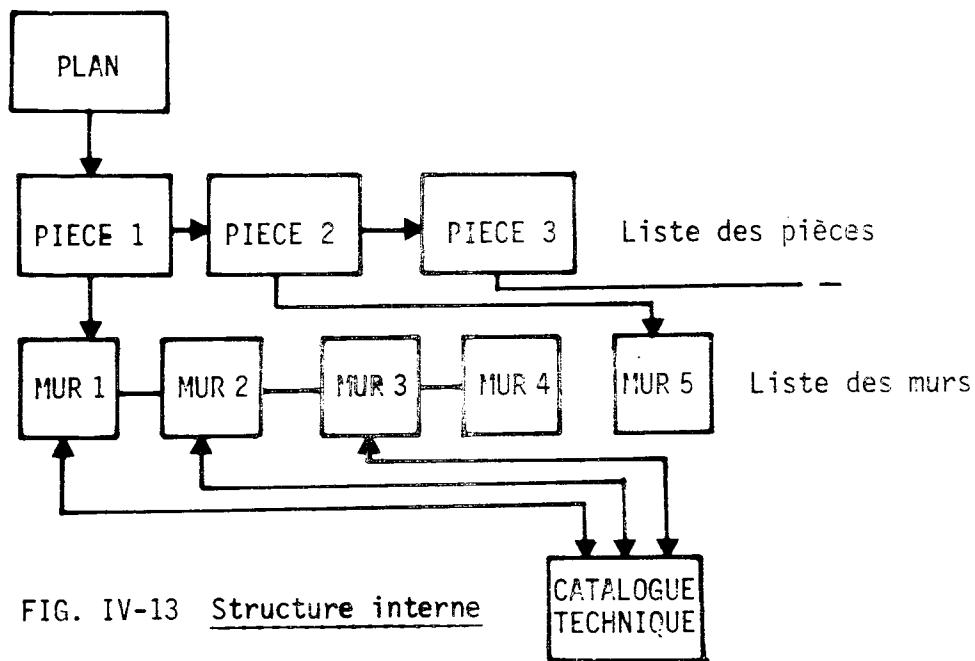 PLAN
PIECE 1 PIECE 2 PIECE 3 Liste des pièces
MUR 1 MUR 2 MUR 3 MUR 4 MUR 5 Liste des murs
CATALOGUE
TECHNIQUE
FIG. IV-13 Structure interne